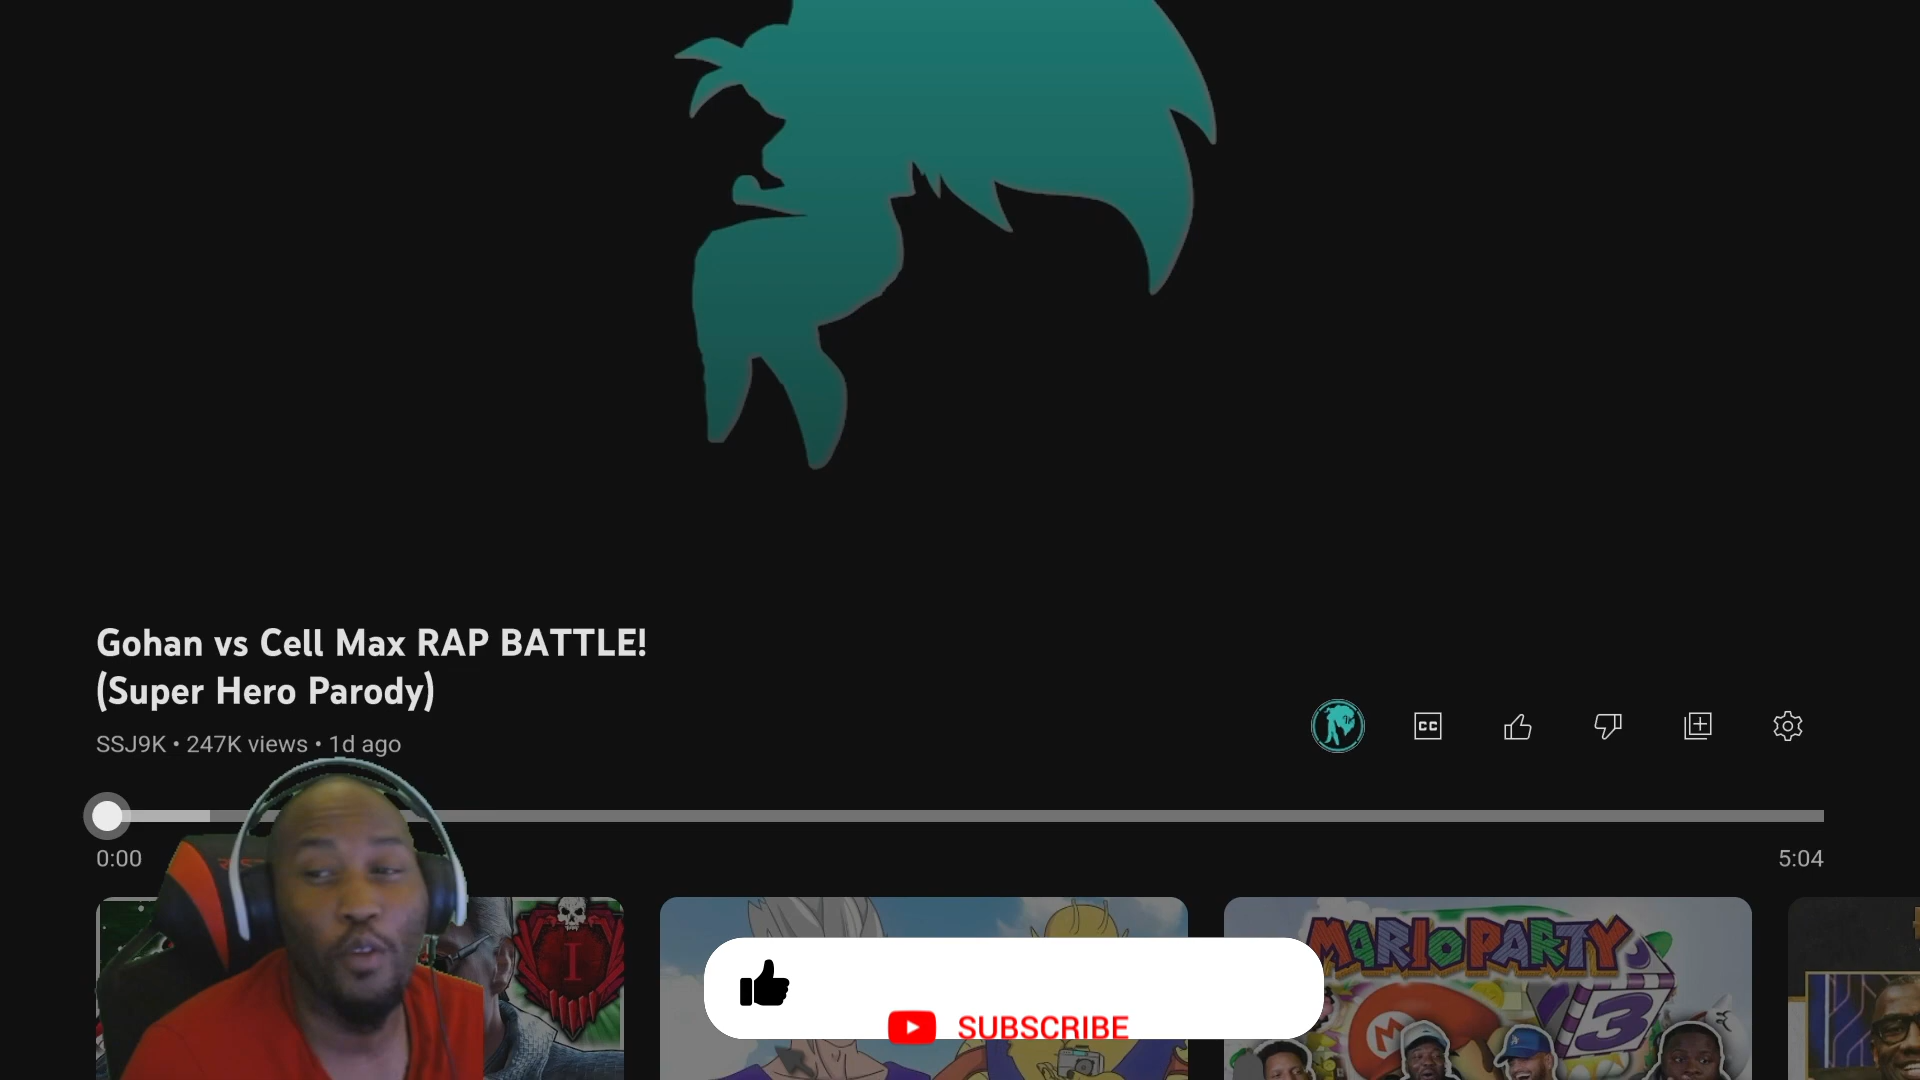 Gohan vs Cell Max RAP BATTLE!
(Super Hero Parody)
SSJ9K • 247K views • 1d ago
CC
0:00
5:04
I
MARIO PARTY
3
M
SUBSCRIBE